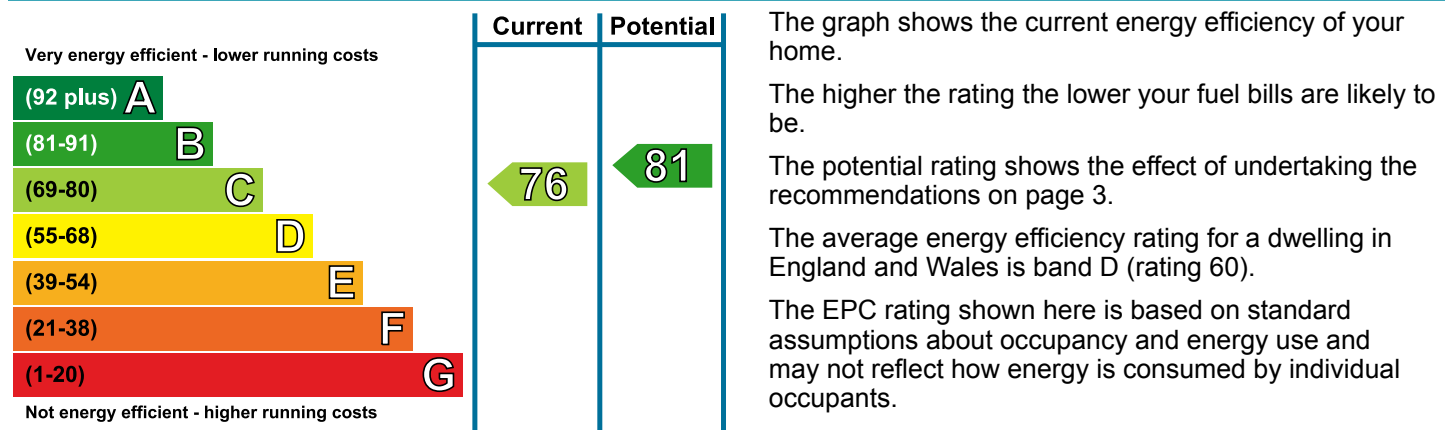 Current Potential
Very energy efficient - lower running costs
(92 plus) A
(81-91) B
(69-80) C
(55-68) D
(39-54) E
(21-38) F
(1-20) G
Not energy efficient - higher running costs
76
81
The graph shows the current energy efficiency of your
home.
The higher the rating the lower your fuel bills are likely to
be.
The potential rating shows the effect of undertaking the
recommendations on page 3.
The average energy efficiency rating for a dwelling in
England and Wales is band D (rating 60).
The EPC rating shown here is based on standard
assumptions about occupancy and energy use and
may not reflect how energy is consumed by individual
occupants.